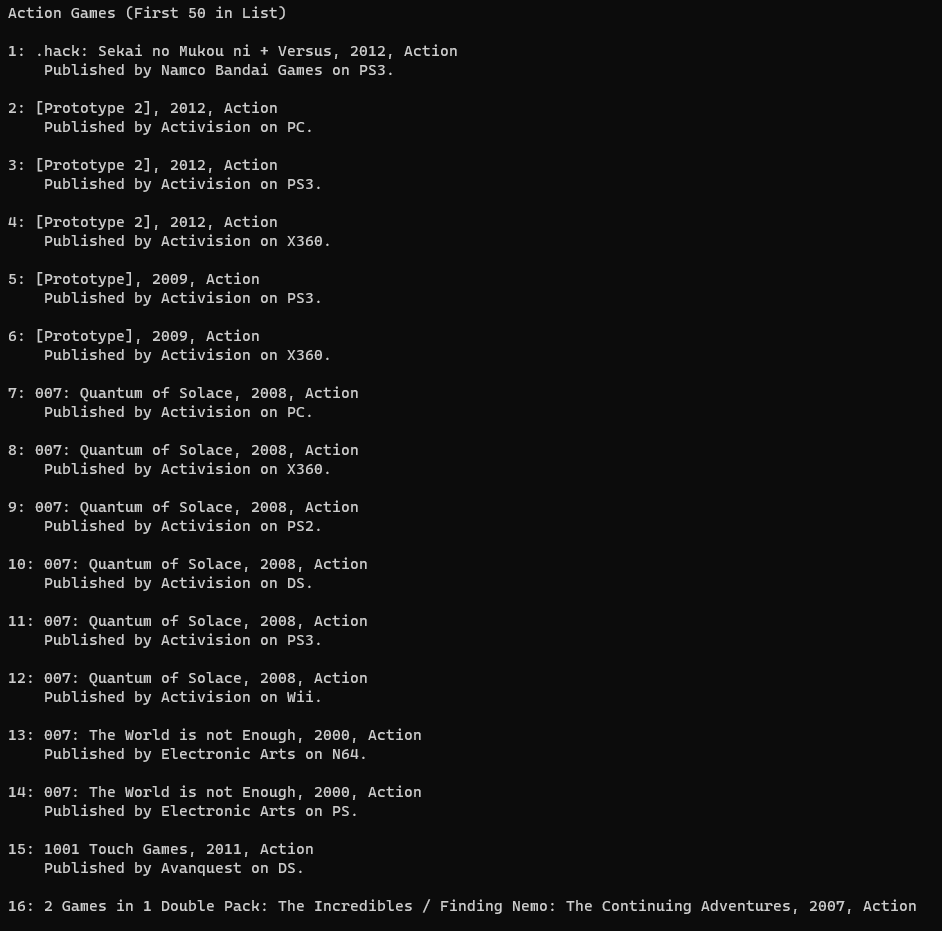 Action Games (First 50 in List)
1: .hack: Sekai no Mukou ni + Versus, 2012, Action
Published by Namco Bandai Games on PS3.
2: [Prototype 2], 2012, Action
Published by Activision on PC.
3: [Prototype 2], 2012, Action
Published by Activision on PS3.
4: [Prototype 2], 2012, Action
Published by Activision on X360.
5: [Prototype], 2009, Action
Published by Activision on PS3.
6: [Prototype], 2009, Action
Published by Activision on X360.
7: 007: Quantum of Solace, 2008, Action
Published by Activision on PC.
8: 007: Quantum of Solace, 2008, Action
Published by Activision on X360.
9: 007: Quantum of Solace, 2008, Action
Published by Activision on PS2.
10: 007: Quantum of Solace, 2008, Action
Published by Activision on DS.
11: 007: Quantum of Solace, 2008, Action
Published by Activision on PS3.
12: 007: Quantum of Solace, 2008, Action
Published by Activision on Wii.
13: 007: The World is not Enough, 2000, Action
Published by Electronic Arts on N64.
14: 007: The World is not Enough, 2000, Action
Published by Electronic Arts on PS.
15: 1001 Touch Games, 2011, Action
Published by Avanquest on DS.
16: 2 Games in 1 Double Pack: The Incredibles / Finding Nemo: The Continuing Adventures, 2007, Action